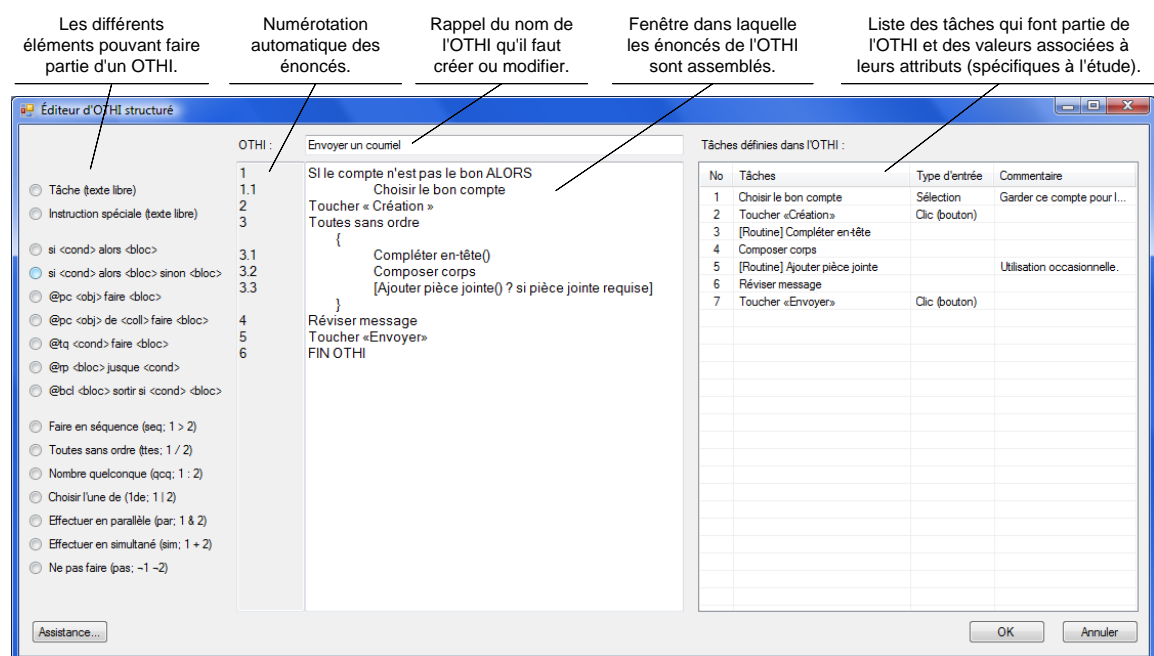 Les différents
éléments pouvant faire
partie d'un OTHI.
Numérotation
automatique des
énoncés.
Rappel du nom de
l'OTHI qu'il faut
créer ou modifier.
Fenêtre dans laquelle
les énoncés de l'OTHI
sont assemblés.
Liste des tâches qui font partie de
l'OTHI et des valeurs associées à
leurs attributs (spécifiques à l'étude).
Éditeur d'OTHI structuré
OTHI : Envoyer un courriel
Tâches définies dans l'OTHI :
Tâche (texte libre)
Instruction spéciale (texte libre)
si <cond> alors <bloc>
si <cond> alors <bloc> sinon <bloc>
@pc <obj> faire <bloc>
@pc <obj> de <coll> faire <bloc>
@tq <cond> faire <bloc>
@rp <bloc> jusque <cond>
@bcl <bloc> sortir si <cond> <bloc>
Faire en séquence (seq; 1 > 2)
Toutes sans ordre (ttes; 1 / 2)
Nombre quelconque (qcq; 1 : 2)
Choisir l'une de (1de; 1 | 2)
Effectuer en parallèle (par; 1 & 2)
Effectuer en simultané (sim; 1 + 2)
Ne pas faire (pas; ¬1 ¬2)
1 SI le compte n'est pas le bon ALORS
1.1 Choisir le bon compte
2 Toucher « Création »
3 Toutes sans ordre
{
3.1 Compléter en-tête()
3.2 Composer corps
3.3 [Ajouter pièce jointe() ? si pièce jointe requise]
}
4 Réviser message
5 Toucher «Envoyer»
6 FIN OTHI
No Tâches Type d'entrée Commentaire
1 Choisir le bon compte Sélection Garder ce compte pour l...
2 Toucher «Création» Clic (bouton)
3 [Routine] Compléter en-tête
4 Composer corps
5 [Routine] Ajouter pièce jointe Utilisation occasionnelle.
6 Réviser message
7 Toucher «Envoyer» Clic (bouton)
Assistance...
OK Annuler